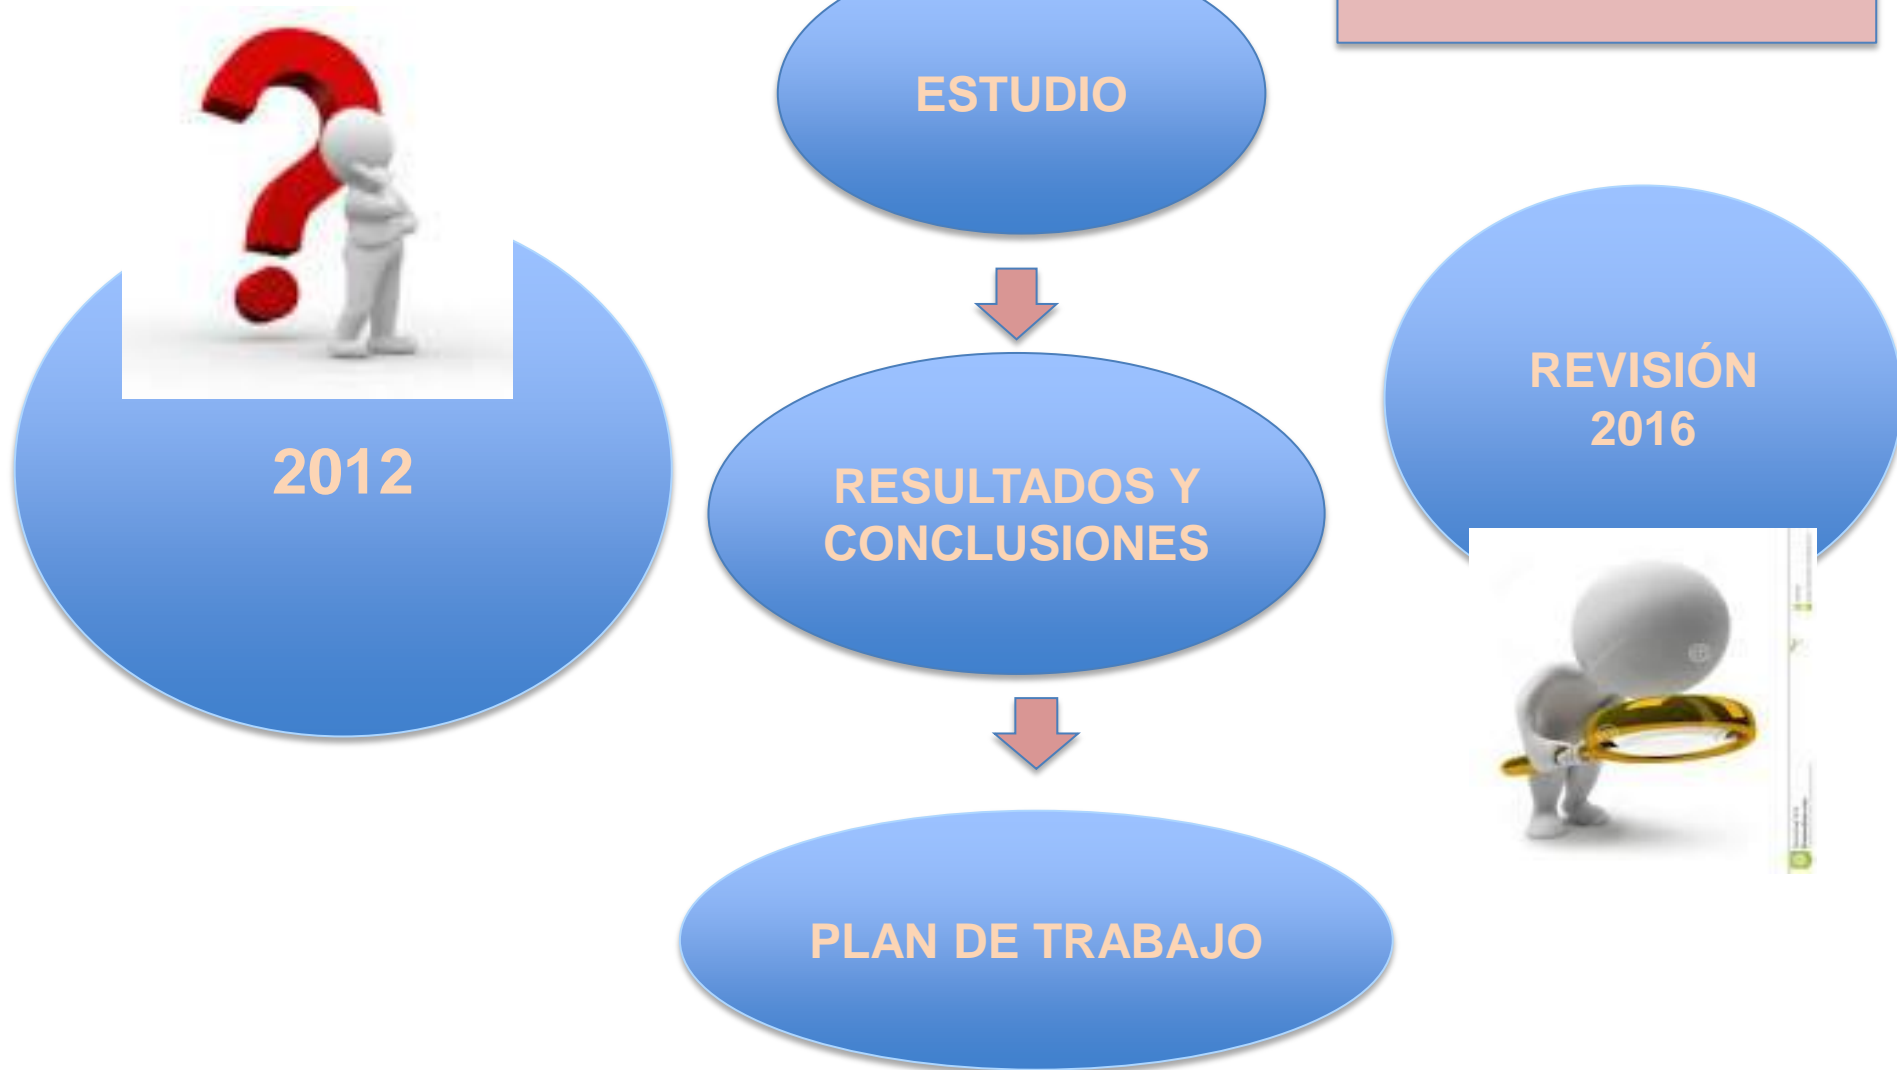 ESTUDIO
2012
RESULTADOS Y
CONCLUSIONES
REVISIÓN
2016
PLAN DE TRABAJO